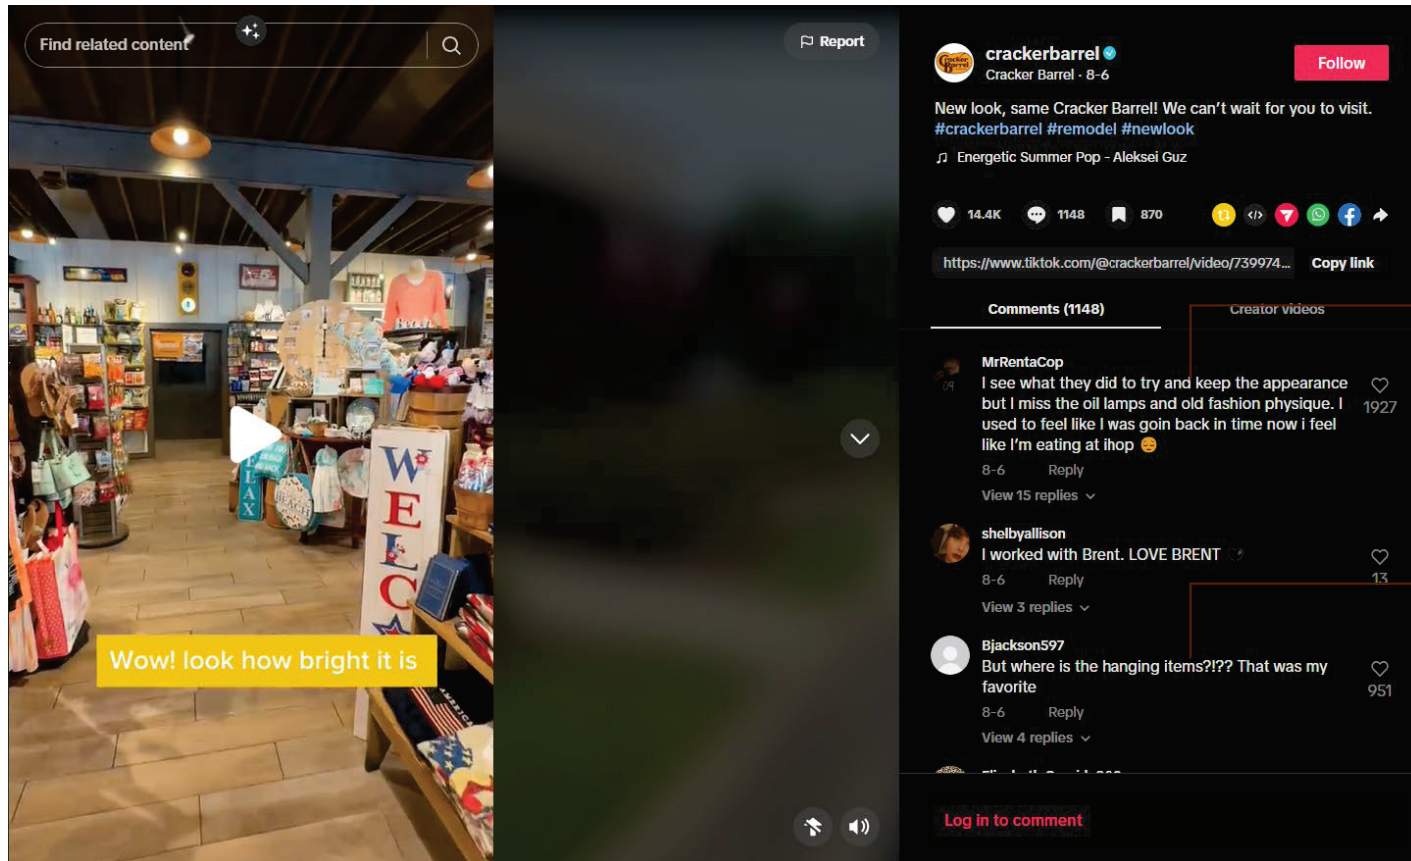 Find related content
Report
crackerbarrel
Cracker Barrel · 8-6
Follow
New look, same Cracker Barrel! We can't wait for you to visit.
#crackerbarrel #remodel #newlook
Energetic Summer Pop - Aleksei Guz
14.4K
1148
870
https://www.tiktok.com/@crackerbarrel/video/739974...
Copy link
Comments (1148)
Creator videos
MrRentaCop
I see what they did to try and keep the appearance
but I miss the oil lamps and old fashion physique. I
used to feel like I was goin back in time now i feel
like I'm eating at ihop 😔
1927
8-6 Reply
View 15 replies
shelbyallison
I worked with Brent. LOVE BRENT
13
8-6 Reply
View 3 replies
Bjackson597
But where is the hanging items?!?? That was my
favorite
951
8-6 Reply
View 4 replies
Log in to comment
Cracker
Barrel
WELC
LAX
AMERICA
Wow! look how bright it is